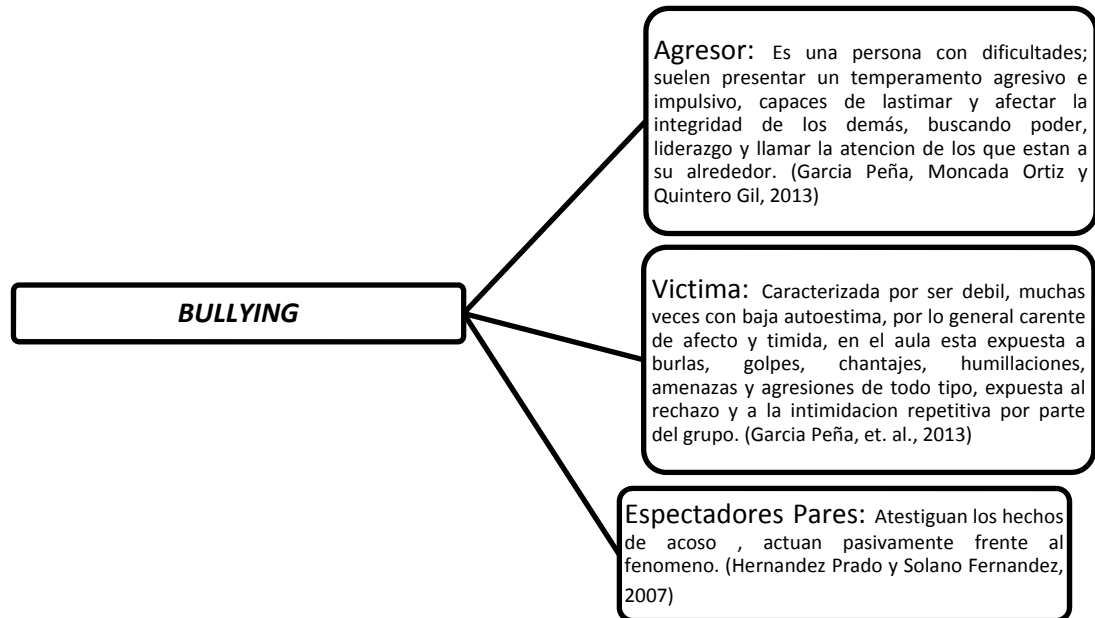 Agresor: Es una persona con dificultades;
suelen presentar un temperamento agresivo e
impulsivo, capaces de lastimar y afectar la
integridad de los demás, buscando poder,
liderazgo y llamar la atencion de los que estan a
su alrededor. (Garcia Peña, Moncada Ortiz y
Quintero Gil, 2013)
BULLYING
Victima: Caracterizada por ser debil, muchas
veces con baja autoestima, por lo general carente
de afecto y timida, en el aula esta expuesta a
burlas, golpes, chantajes, humillaciones,
amenazas y agresiones de todo tipo, expuesta al
rechazo y a la intimidacion repetitiva por parte
del grupo. (Garcia Peña, et. al., 2013)
Espectadores Pares: Atestiguan los hechos
de acoso , actuan pasivamente frente al
fenomeno. (Hernandez Prado y Solano Fernandez,
2007)